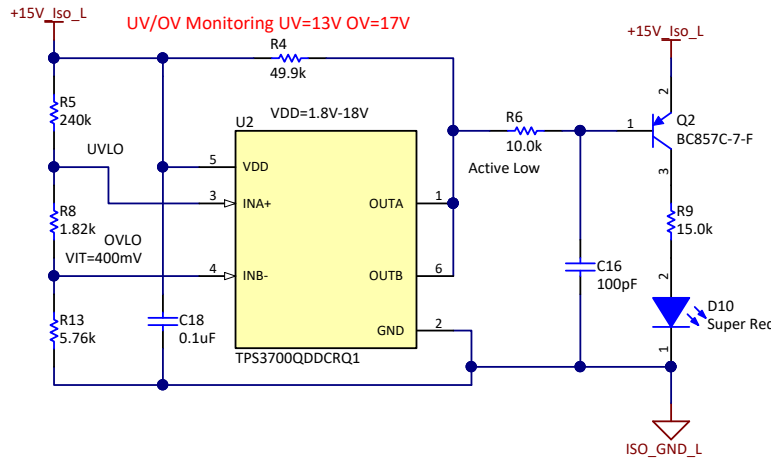 +15V_Iso_L
UV/OV Monitoring UV=13V OV=17V
+15V_Iso_L
R4
49.9k
R5
240k
U2
VDD=1.8V-18V
R6
10.0k
Active Low
2
1
Q2
BC857C-7-F
3
UVLO
5
VDD
3
INA+
OUTA
1
R8
1.82k
OVLO
VIT=400mV
4
INB-
OUTB
6
R9
15.0k
C16
100pF
2
D10
Super Red
1
R13
5.76k
C18
0.1uF
GND
2
TPS3700QDDCRQ1
ISO_GND_L